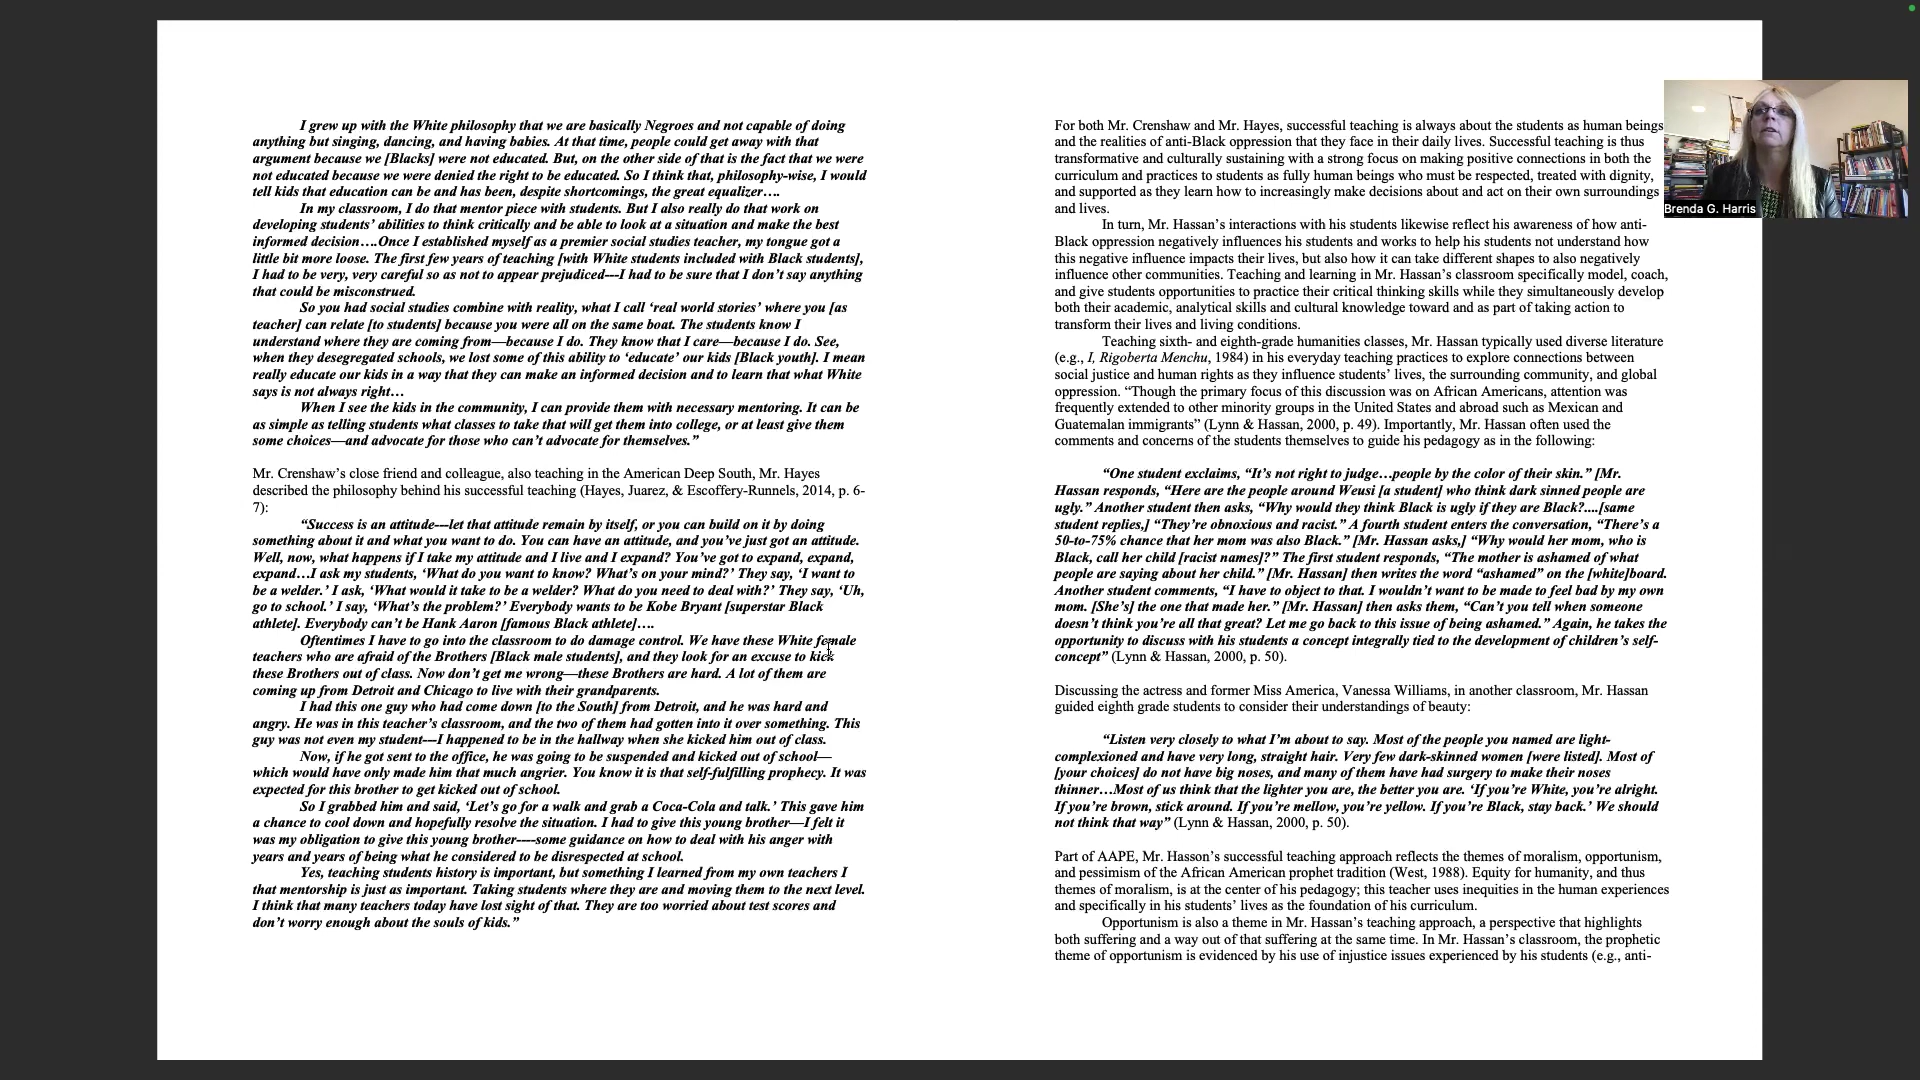 I grew up with the White philosophy that we are basically Negroes and not capable of doing
anything but singing, dancing, and having babies. At that time, people could get away with that
argument because we [Blacks] were not educated. But, on the other side of that is the fact that we were
not educated because we were denied the right to be educated. So I think that, philosophy-wise, I would
tell kids that education can be and has been, despite shortcomings, the great equalizer….
In my classroom, I do that mentor piece with students. But I also really do that work on
developing students’ abilities to think critically and be able to look at a situation and make the best
informed decision….Once I established myself as a premier social studies teacher, my tongue got a
little bit more loose. The first few years of teaching [with White students included with Black students],
I had to be very, very careful so as not to appear prejudiced---I had to be sure that I don’t say anything
that could be misconstrued.
So you had social studies combine with reality, what I call ‘real world stories’ where you [as
teacher] can relate [to students] because you were all on the same boat. The students know I
understand where they are coming from—because I do. They know that I care—because I do. See,
when they desegregated schools, we lost some of this ability to ‘educate’ our kids [Black youth]. I mean
really educate our kids in a way that they can make an informed decision and to learn that what White
says is not always right…
When I see the kids in the community, I can provide them with necessary mentoring. It can be
as simple as telling students what classes to take that will get them into college, or at least give them
some choices—and advocate for those who can’t advocate for themselves.”
Mr. Crenshaw’s close friend and colleague, also teaching in the American Deep South, Mr. Hayes
described the philosophy behind his successful teaching (Hayes, Juarez, & Escoffery-Runnels, 2014, p. 6-
7):
“Success is an attitude---let that attitude remain by itself, or you can build on it by doing
something about it and what you want to do. You can have an attitude, and you’ve just got an attitude.
Well, now, what happens if I take my attitude and I live and I expand? You’ve got to expand, expand,
expand…I ask my students, ‘What do you want to know? What’s on your mind?’ They say, ‘I want to
be a welder.’ I ask, ‘What would it take to be a welder? What do you need to deal with?’ They say, ‘Uh,
go to school.’ I say, ‘What’s the problem?’ Everybody wants to be Kobe Bryant [superstar Black
athlete]. Everybody can’t be Hank Aaron [famous Black athlete]….
Oftentimes I have to go into the classroom to do damage control. We have these White female
teachers who are afraid of the Brothers [Black male students], and they look for an excuse to kick
these Brothers out of class. Now don’t get me wrong—these Brothers are hard. A lot of them are
coming up from Detroit and Chicago to live with their grandparents.
I had this one guy who had come down [to the South] from Detroit, and he was hard and
angry. He was in this teacher’s classroom, and the two of them had gotten into it over something. This
guy was not even my student---I happened to be in the hallway when she kicked him out of class.
Now, if he got sent to the office, he was going to be suspended and kicked out of school—
which would have only made him that much angrier. You know it is that self-fulfilling prophecy. It was
expected for this brother to get kicked out of school.
So I grabbed him and said, ‘Let’s go for a walk and grab a Coca-Cola and talk.’ This gave him
a chance to cool down and hopefully resolve the situation. I had to give this young brother—I felt it
was my obligation to give this young brother----some guidance on how to deal with his anger with
years and years of being what he considered to be disrespected at school.
Yes, teaching students history is important, but something I learned from my own teachers I
that mentorship is just as important. Taking students where they are and moving them to the next level.
I think that many teachers today have lost sight of that. They are too worried about test scores and
don’t worry enough about the souls of kids.”
For both Mr. Crenshaw and Mr. Hayes, successful teaching is always about the students as human beings
and the realities of anti-Black oppression that they face in their daily lives. Successful teaching is thus
transformative and culturally sustaining with a strong focus on making positive connections in both the
curriculum and practices to students as fully human beings who must be respected, treated with dignity,
and supported as they learn how to increasingly make decisions about and act on their own surroundings
and lives.
In turn, Mr. Hassan’s interactions with his students likewise reflect his awareness of how anti-
Black oppression negatively influences his students and works to help his students not understand how
this negative influence impacts their lives, but also how it can take different shapes to also negatively
influence other communities. Teaching and learning in Mr. Hassan’s classroom specifically model, coach,
and give students opportunities to practice their critical thinking skills while they simultaneously develop
both their academic, analytical skills and cultural knowledge toward and as part of taking action to
transform their lives and living conditions.
Teaching sixth- and eighth-grade humanities classes, Mr. Hassan typically used diverse literature
(e.g., I, Rigoberta Menchu, 1984) in his everyday teaching practices to explore connections between
social justice and human rights as they influence students’ lives, the surrounding community, and global
oppression. “Though the primary focus of this discussion was on African Americans, attention was
frequently extended to other minority groups in the United States and abroad such as Mexican and
Guatemalan immigrants” (Lynn & Hassan, 2000, p. 49). Importantly, Mr. Hassan often used the
comments and concerns of the students themselves to guide his pedagogy as in the following:
“One student exclaims, “It’s not right to judge…people by the color of their skin.” [Mr.
Hassan responds, “Here are the people around Weusi [a student] who think dark sinned people are
ugly.” Another student then asks, “Why would they think Black is ugly if they are Black?....[same
student replies,] “They’re obnoxious and racist.” A fourth student enters the conversation, “There’s a
50-to-75% chance that her mom was also Black.” [Mr. Hassan asks,] “Why would her mom, who is
Black, call her child [racist names]?” The first student responds, “The mother is ashamed of what
people are saying about her child.” [Mr. Hassan] then writes the word “ashamed” on the [white]board.
Another student comments, “I have to object to that. I wouldn’t want to be made to feel bad by my own
mom. [She’s] the one that made her.” [Mr. Hassan] then asks them, “Can’t you tell when someone
doesn’t think you’re all that great? Let me go back to this issue of being ashamed.” Again, he takes the
opportunity to discuss with his students a concept integrally tied to the development of children’s self-
concept” (Lynn & Hassan, 2000, p. 50).
Discussing the actress and former Miss America, Vanessa Williams, in another classroom, Mr. Hassan
guided eighth grade students to consider their understandings of beauty:
“Listen very closely to what I’m about to say. Most of the people you named are light-
complexioned and have very long, straight hair. Very few dark-skinned women [were listed]. Most of
[your choices] do not have big noses, and many of them have had surgery to make their noses
thinner…Most of us think that the lighter you are, the better you are. ‘If you’re White, you’re alright.
If you’re brown, stick around. If you’re mellow, you’re yellow. If you’re Black, stay back.’ We should
not think that way” (Lynn & Hassan, 2000, p. 50).
Part of AAPE, Mr. Hasson’s successful teaching approach reflects the themes of moralism, opportunism,
and pessimism of the African American prophet tradition (West, 1988). Equity for humanity, and thus
themes of moralism, is at the center of his pedagogy; this teacher uses inequities in the human experiences
and specifically in his students’ lives as the foundation of his curriculum.
Opportunism is also a theme in Mr. Hassan’s teaching approach, a perspective that highlights
both suffering and a way out of that suffering at the same time. In Mr. Hassan’s classroom, the prophetic
theme of opportunism is evidenced by his use of injustice issues experienced by his students (e.g., anti-
Brenda G. Harris